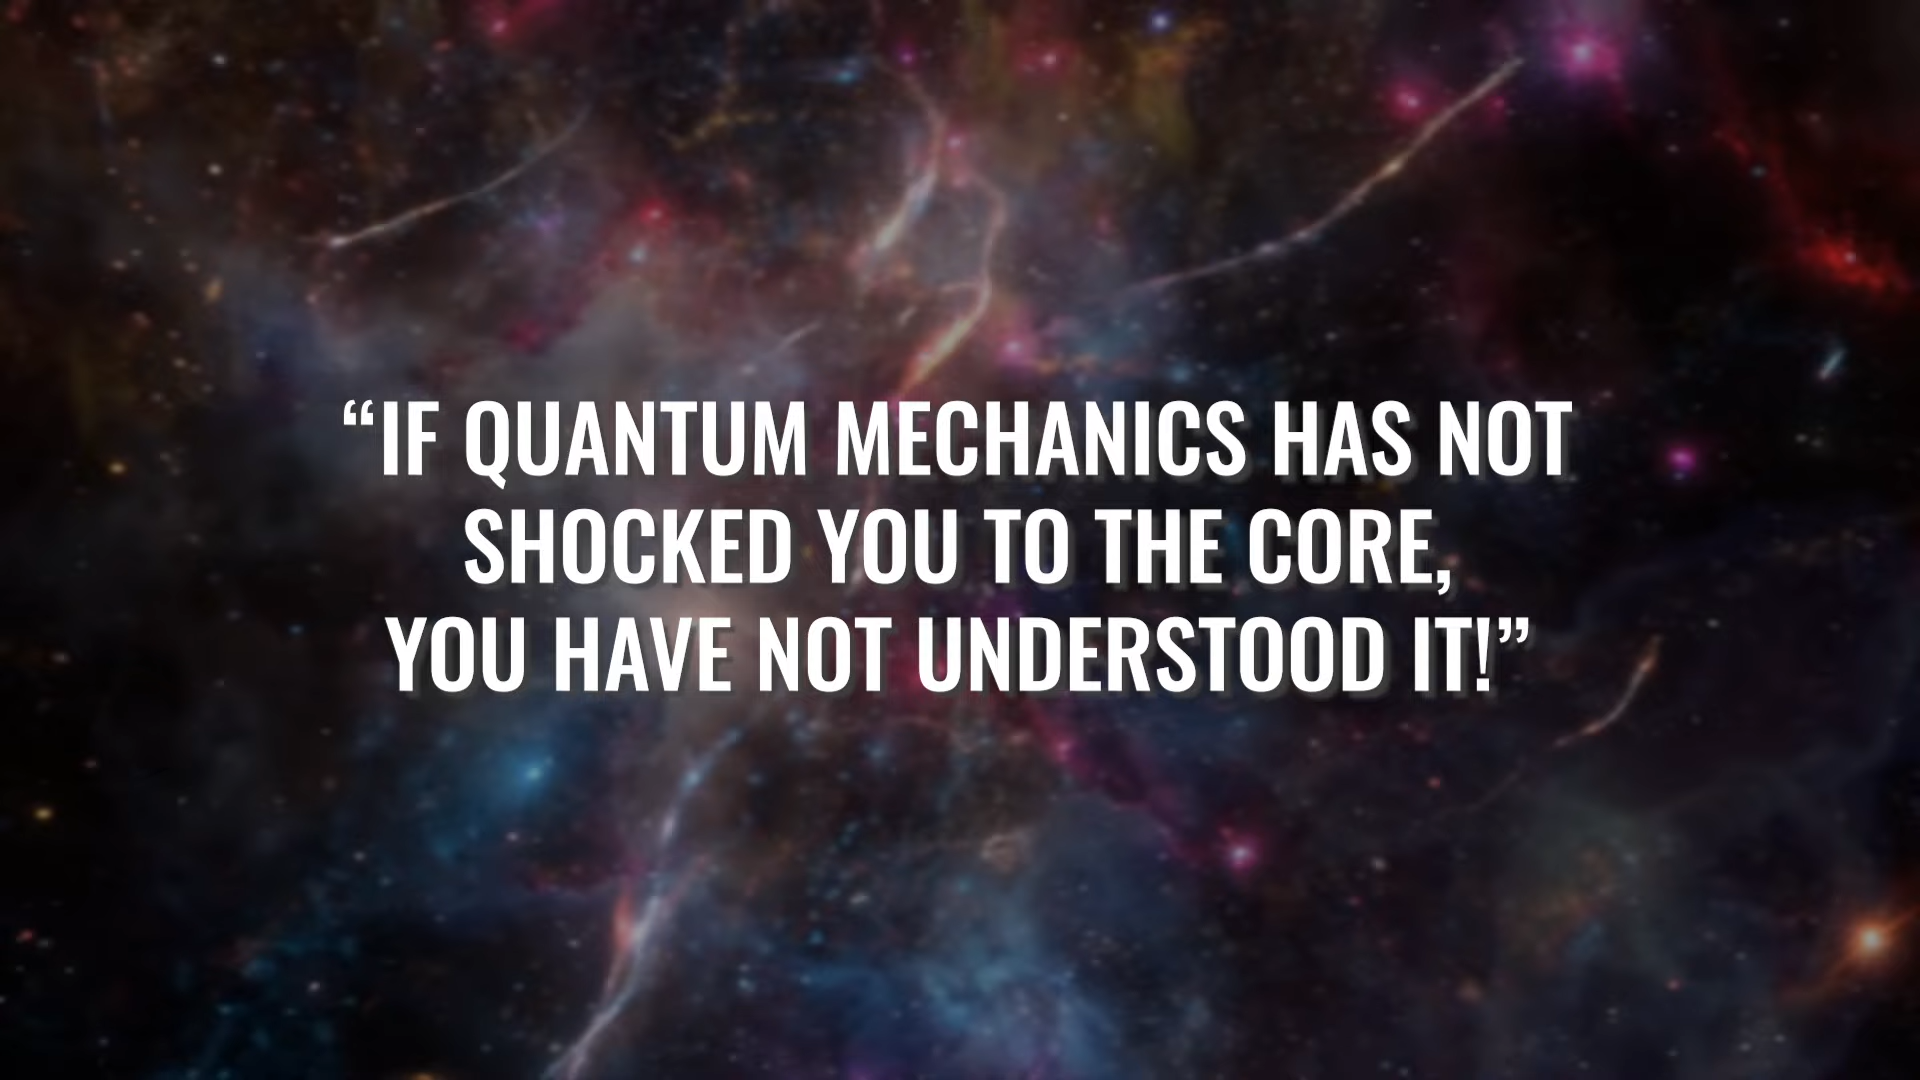 “IF QUANTUM MECHANICS HAS NOT
SHOCKED YOU TO THE CORE,
YOU HAVE NOT UNDERSTOOD IT!”